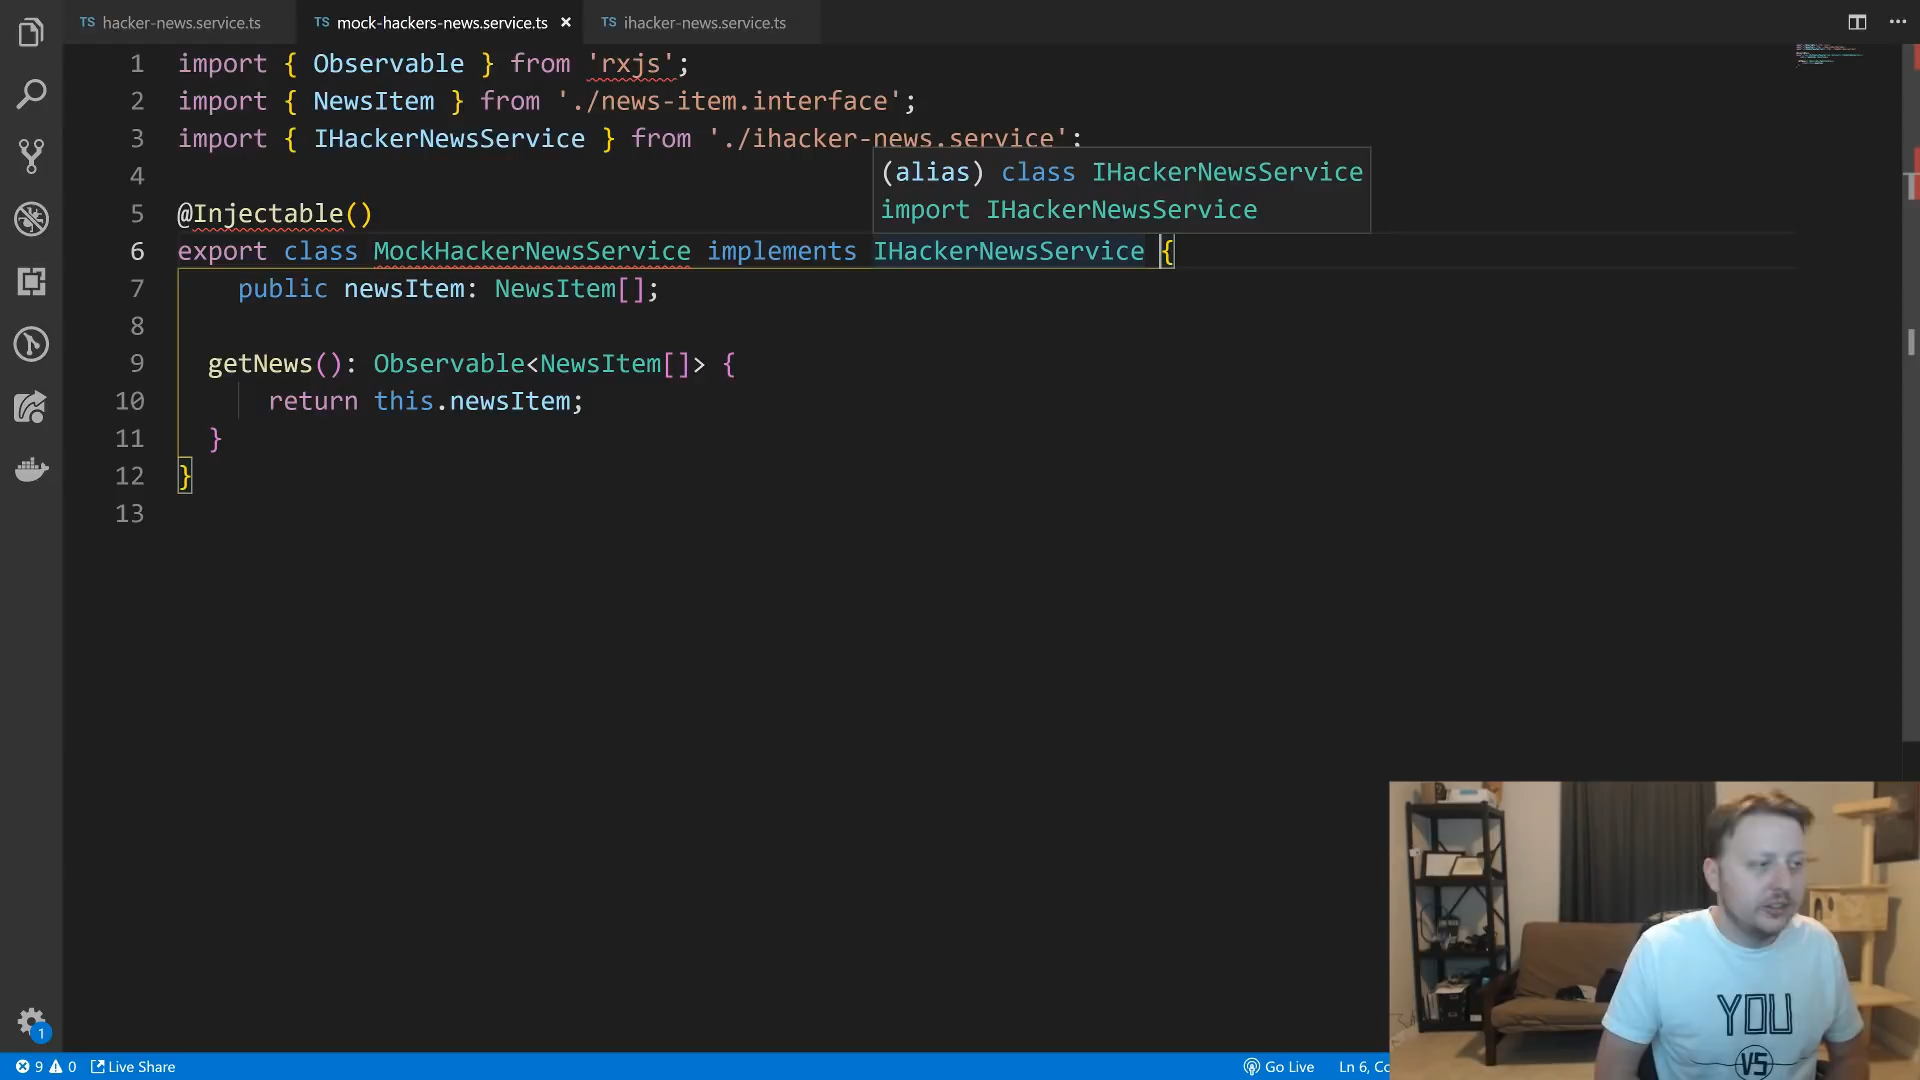 TS hacker-news.service.ts
TS mock-hackers-news.service.ts
TS ihacker-news.service.ts
1 import { Observable } from 'rxjs';
2 import { NewsItem } from './news-item.interface';
3 import { IHackerNewsService } from './ihacker-news.service';
(alias) class IHackerNewsService
import IHackerNewsService
4
5 @Injectable()
6 export class MockHackerNewsService implements IHackerNewsService {
7 public newsItem: NewsItem[];
8
9 getNews(): Observable<NewsItem[]> {
10 return this.newsItem;
11 }
12 }
13
YOU
VS
1
9 0 Live Share
Go Live
Ln 6, Co